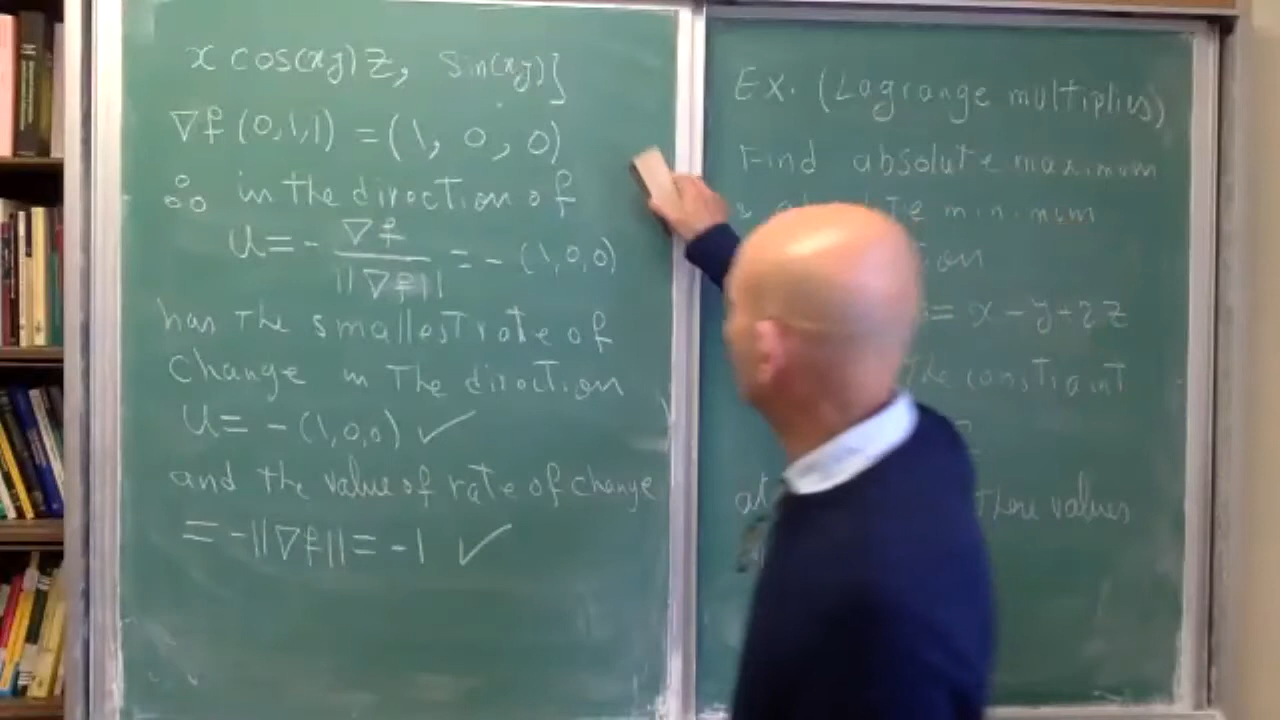 x cos(xy)z, sin(xy)]
∇f (0,1,1) = (1, 0, 0)
in the direction of
U = - ∇f / ||∇f|| = - (1,0,0)
has the smallest rate of
change in the direction
U = - (1,0,0) ✓
and the value of rate of change
= -||∇f|| = -1 ✓
EX. (Lagrange multiplies)
Find absolute maximum
minimum
= x - y + 2z
the constraint
at
there values